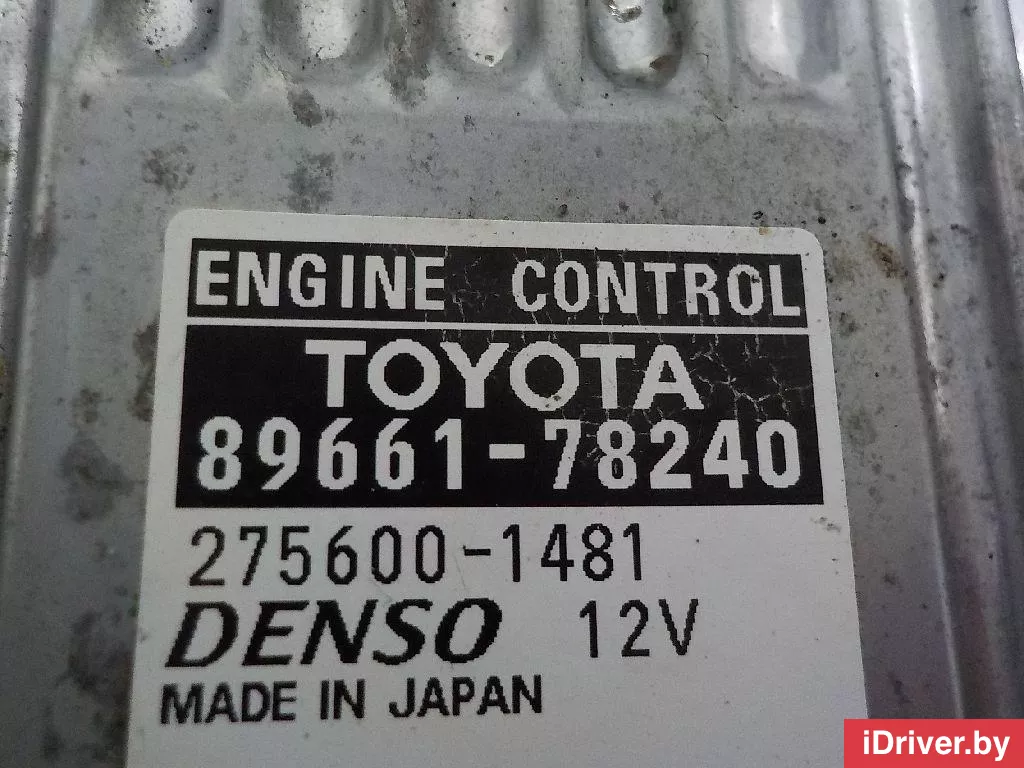 ENGINE CONTROL
TOYOTA
89661-78240
275600-1481
DENSO 12V
MADE IN JAPAN
iDriver.by